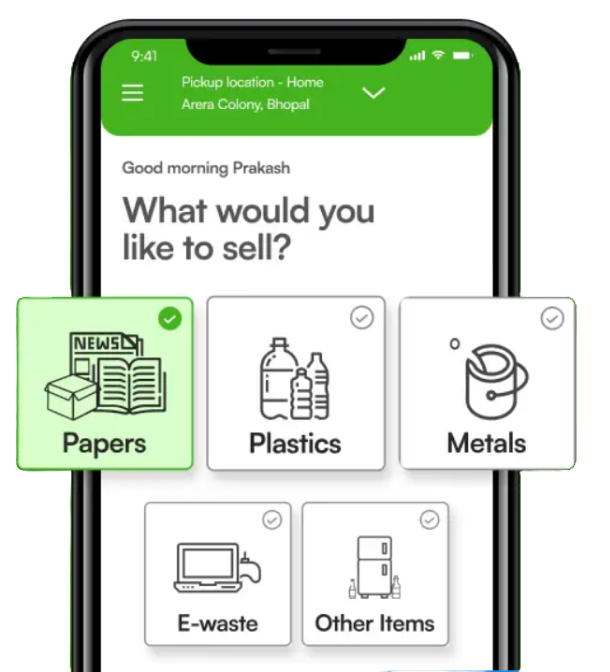 9:41
Pickup location - Home
Arera Colony, Bhopal
Good morning Prakash
What would you
like to sell?
NEWS
Papers
Plastics
Metals
E-waste
Other Items